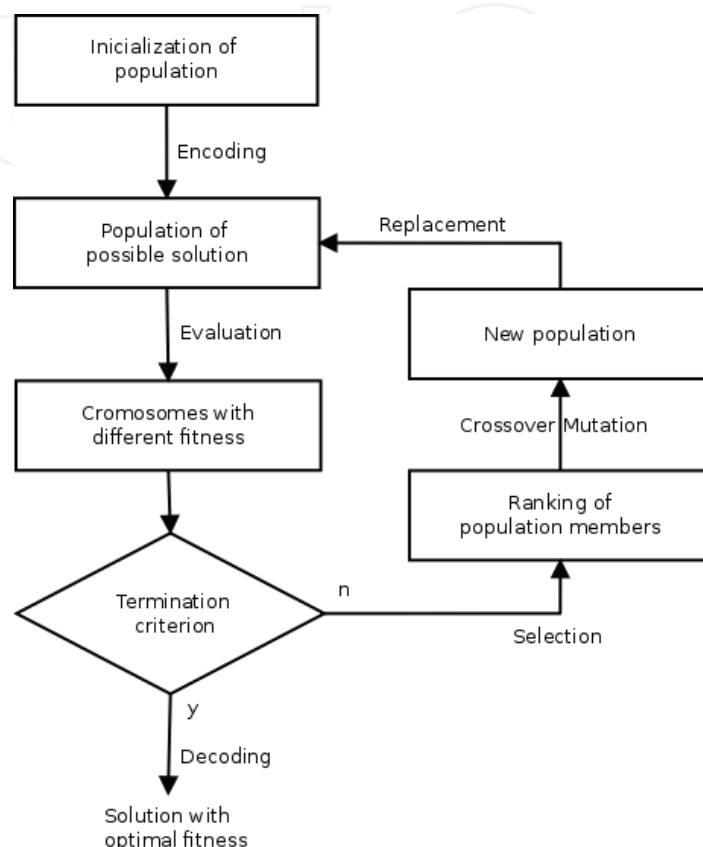 Inicialization of
population
Encoding
Population of
possible solution
Replacement
Evaluation
New population
Cromosomes with
different fitness
Crossover Mutation
Ranking of
population members
Termination
criterion
n
Selection
y
Decoding
Solution with
optimal fitness